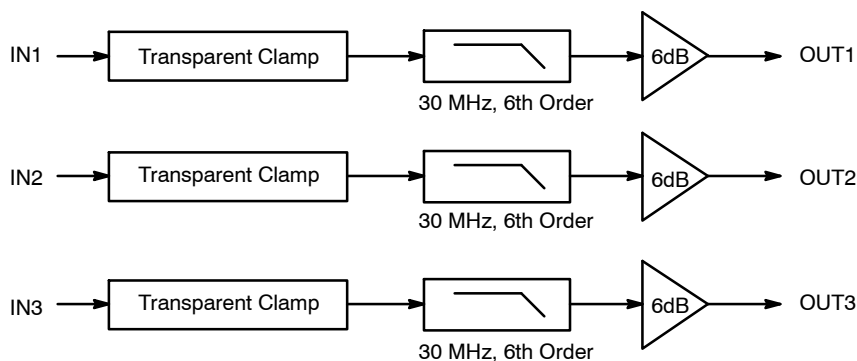 IN1 Transparent Clamp 6dB OUT1
30 MHz, 6th Order
IN2 Transparent Clamp 6dB OUT2
30 MHz, 6th Order
IN3 Transparent Clamp 6dB OUT3
30 MHz, 6th Order